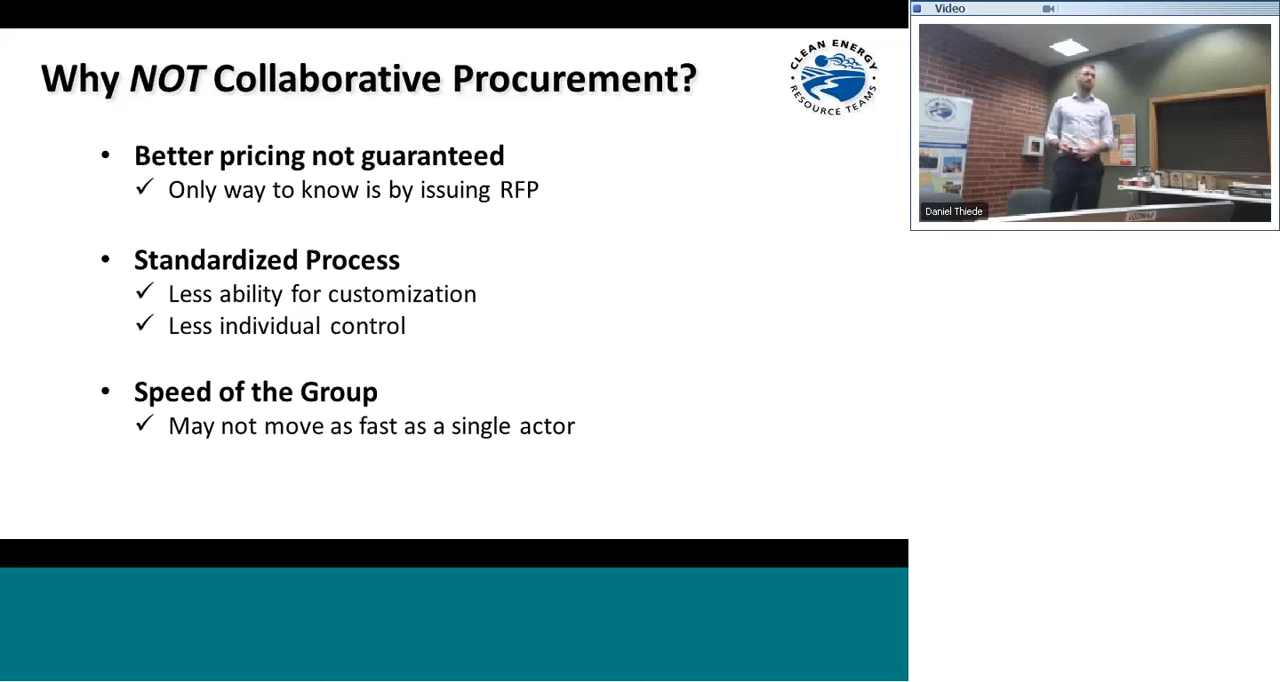 Why NOT Collaborative Procurement?
CLEAN ENERGY
RESOURCE TEAMS
• Better pricing not guaranteed
✓ Only way to know is by issuing RFP
• Standardized Process
✓ Less ability for customization
✓ Less individual control
• Speed of the Group
✓ May not move as fast as a single actor
Video
Daniel Thiede